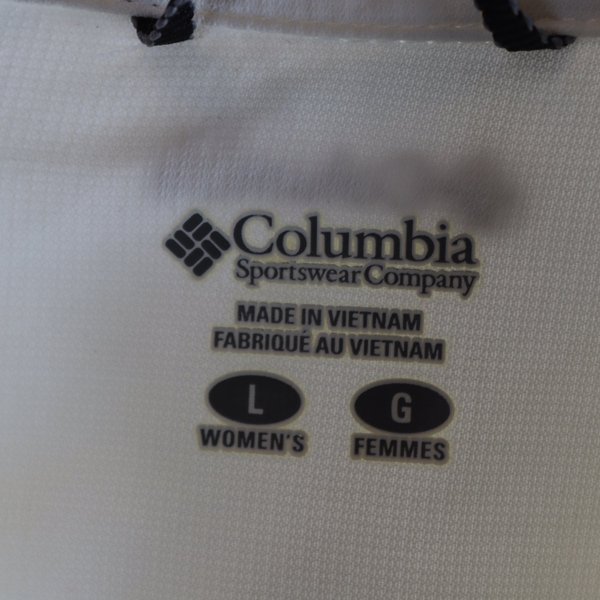 Columbia
Sportswear Company
MADE IN VIETNAM
FABRIQUÉ AU VIETNAM
L G
WOMEN'S FEMMES